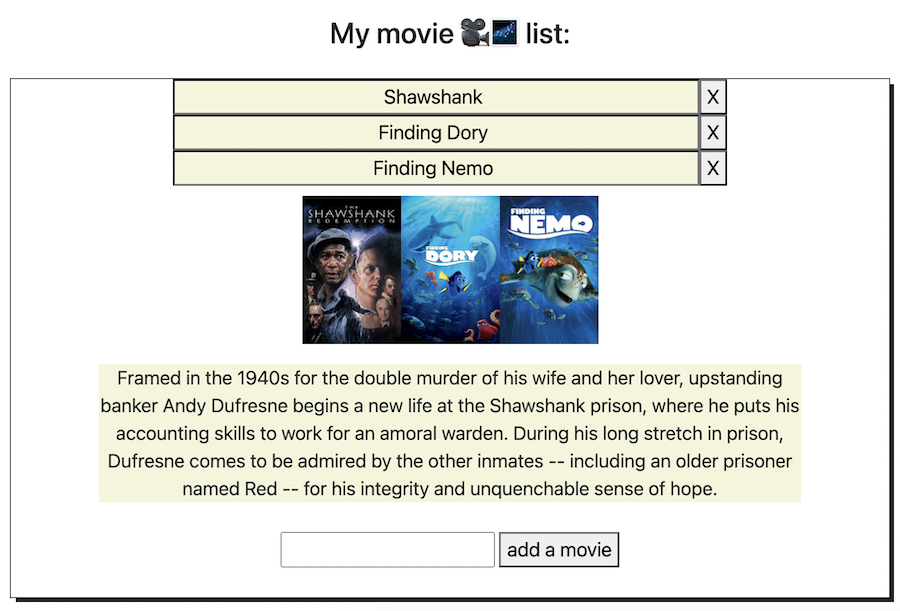 My movie 🎥🌌 list:
Shawshank X
Finding Dory X
Finding Nemo X
THE
SHAWSHANK
REDEMPTION
FINDING
DORY
FINDING
NEMO
Framed in the 1940s for the double murder of his wife and her lover, upstanding
banker Andy Dufresne begins a new life at the Shawshank prison, where he puts his
accounting skills to work for an amoral warden. During his long stretch in prison,
Dufresne comes to be admired by the other inmates -- including an older prisoner
named Red -- for his integrity and unquenchable sense of hope.
add a movie